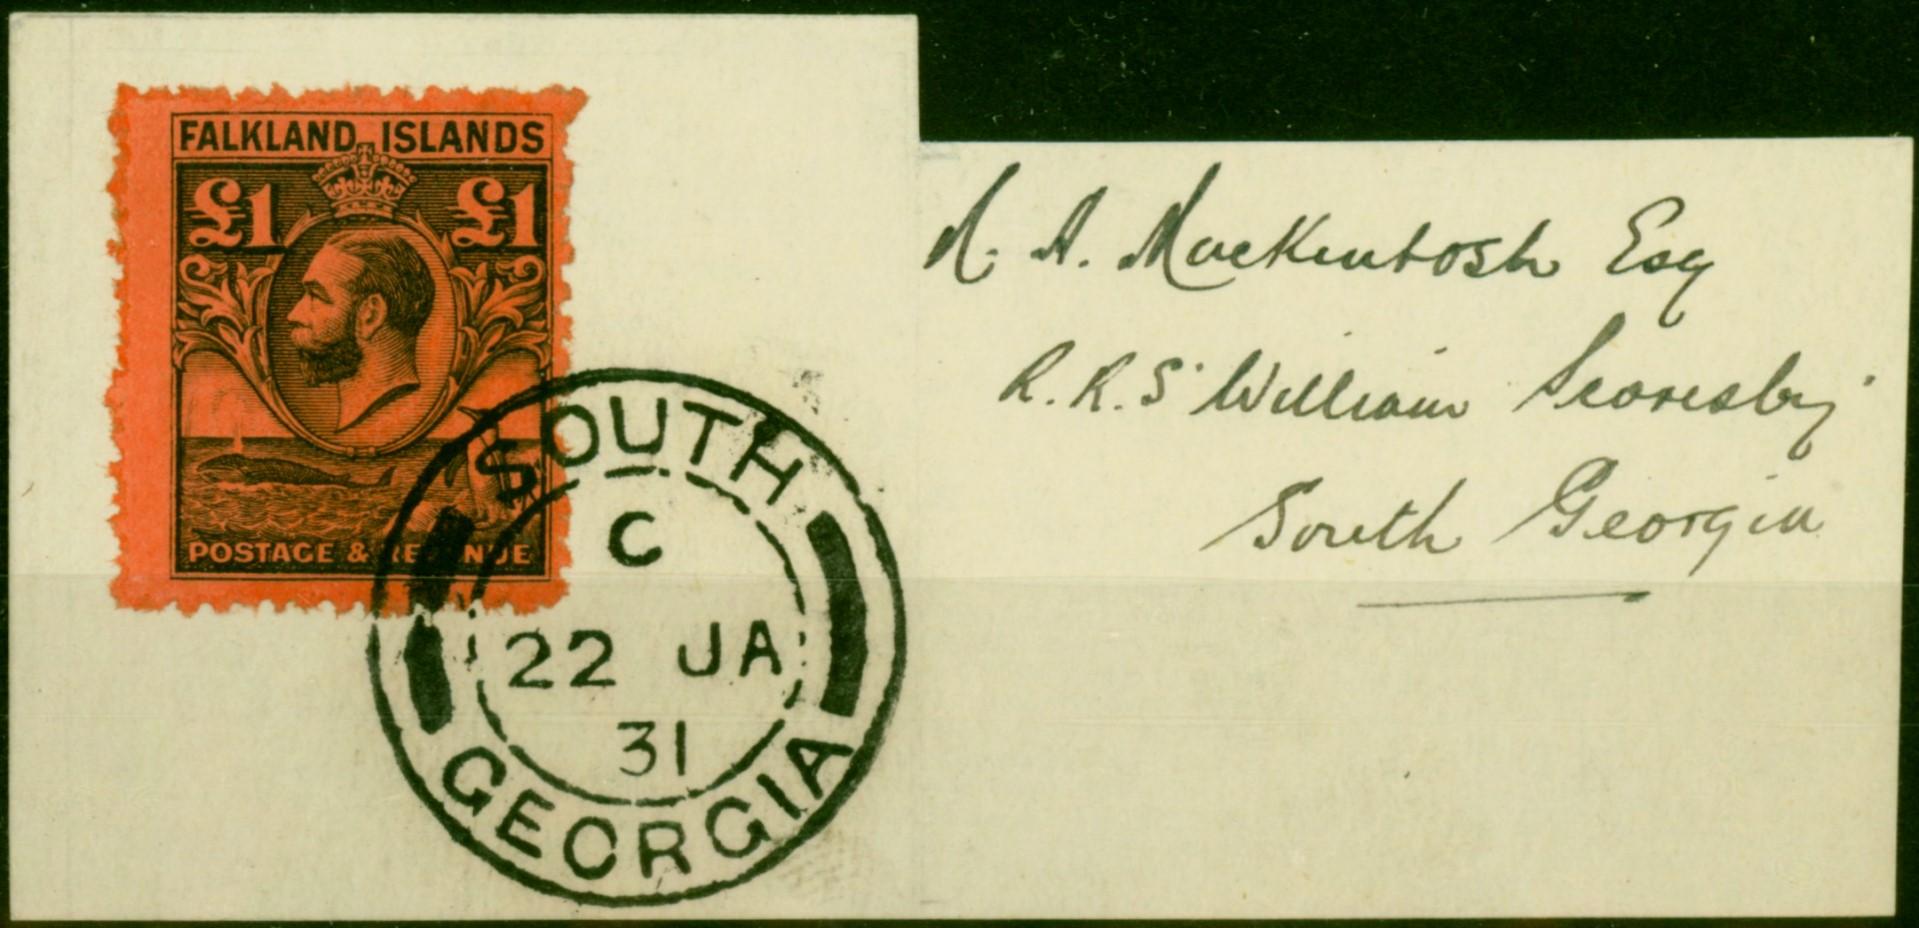 FALKLAND ISLANDS
£1 £1
POSTAGE & REVENUE
SOUTH
C
22 JA
31
GEORGIA
N. A. Mackintosh Esq
R.R.S. William Scoresby
South Georgia